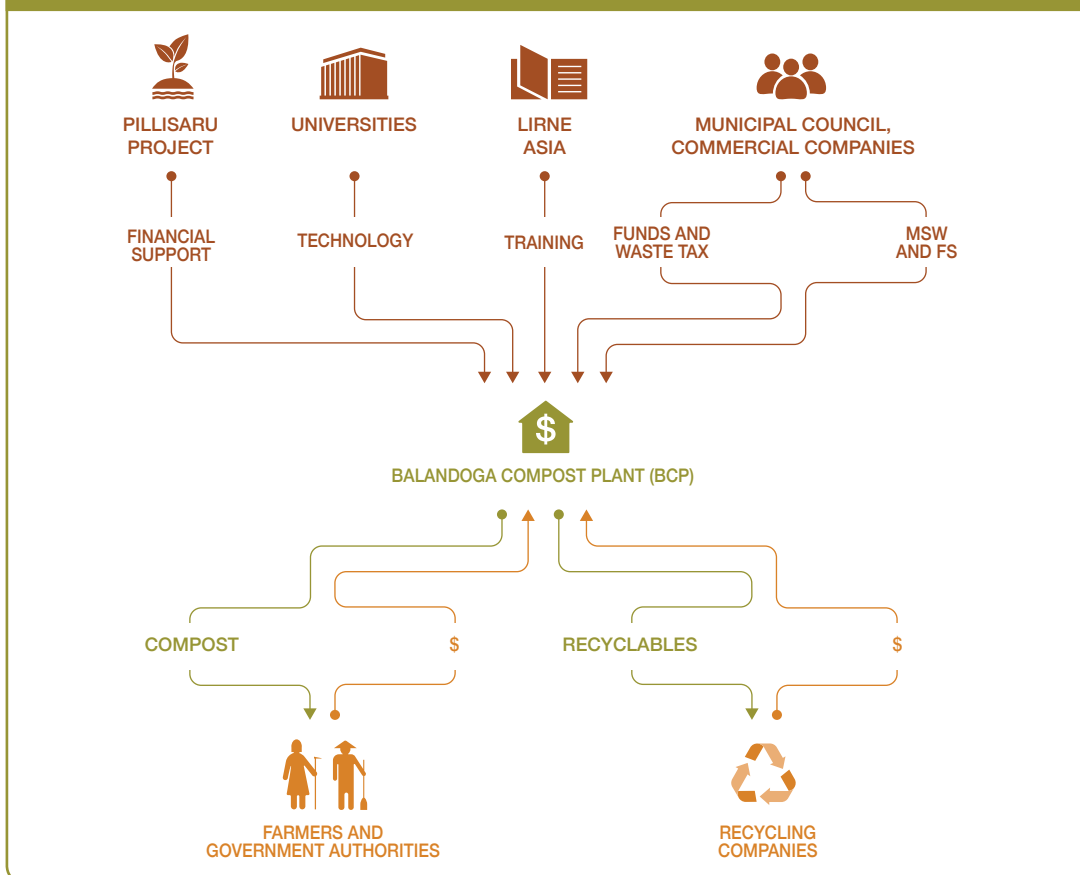 PILLISARU
PROJECT
UNIVERSITIES
LIRNE
ASIA
MUNICIPAL COUNCIL,
COMMERCIAL COMPANIES
FINANCIAL
SUPPORT
TECHNOLOGY
TRAINING
FUNDS AND
WASTE TAX
MSW
AND FS
$
BALANDOGA COMPOST PLANT (BCP)
COMPOST
$
RECYCLABLES
$
FARMERS AND
GOVERNMENT AUTHORITIES
RECYCLING
COMPANIES